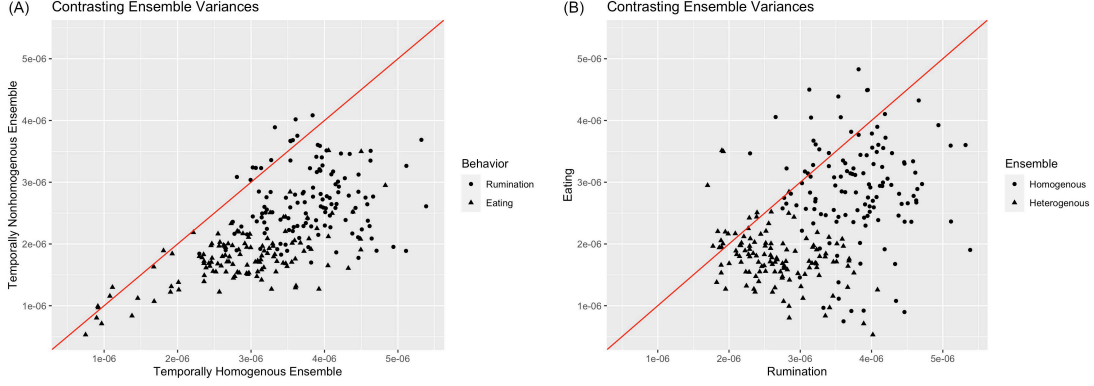 (A)
Contrasting Ensemble Variances
Temporally Nonhomogenous Ensemble
5e-06
4e-06
3e-06
2e-06
1e-06
1e-06 2e-06 3e-06 4e-06 5e-06
Temporally Homogenous Ensemble
Behavior
Rumination
Eating
(B)
Contrasting Ensemble Variances
Eating
5e-06
4e-06
3e-06
2e-06
1e-06
1e-06 2e-06 3e-06 4e-06 5e-06
Rumination
Ensemble
Homogenous
Heterogenous